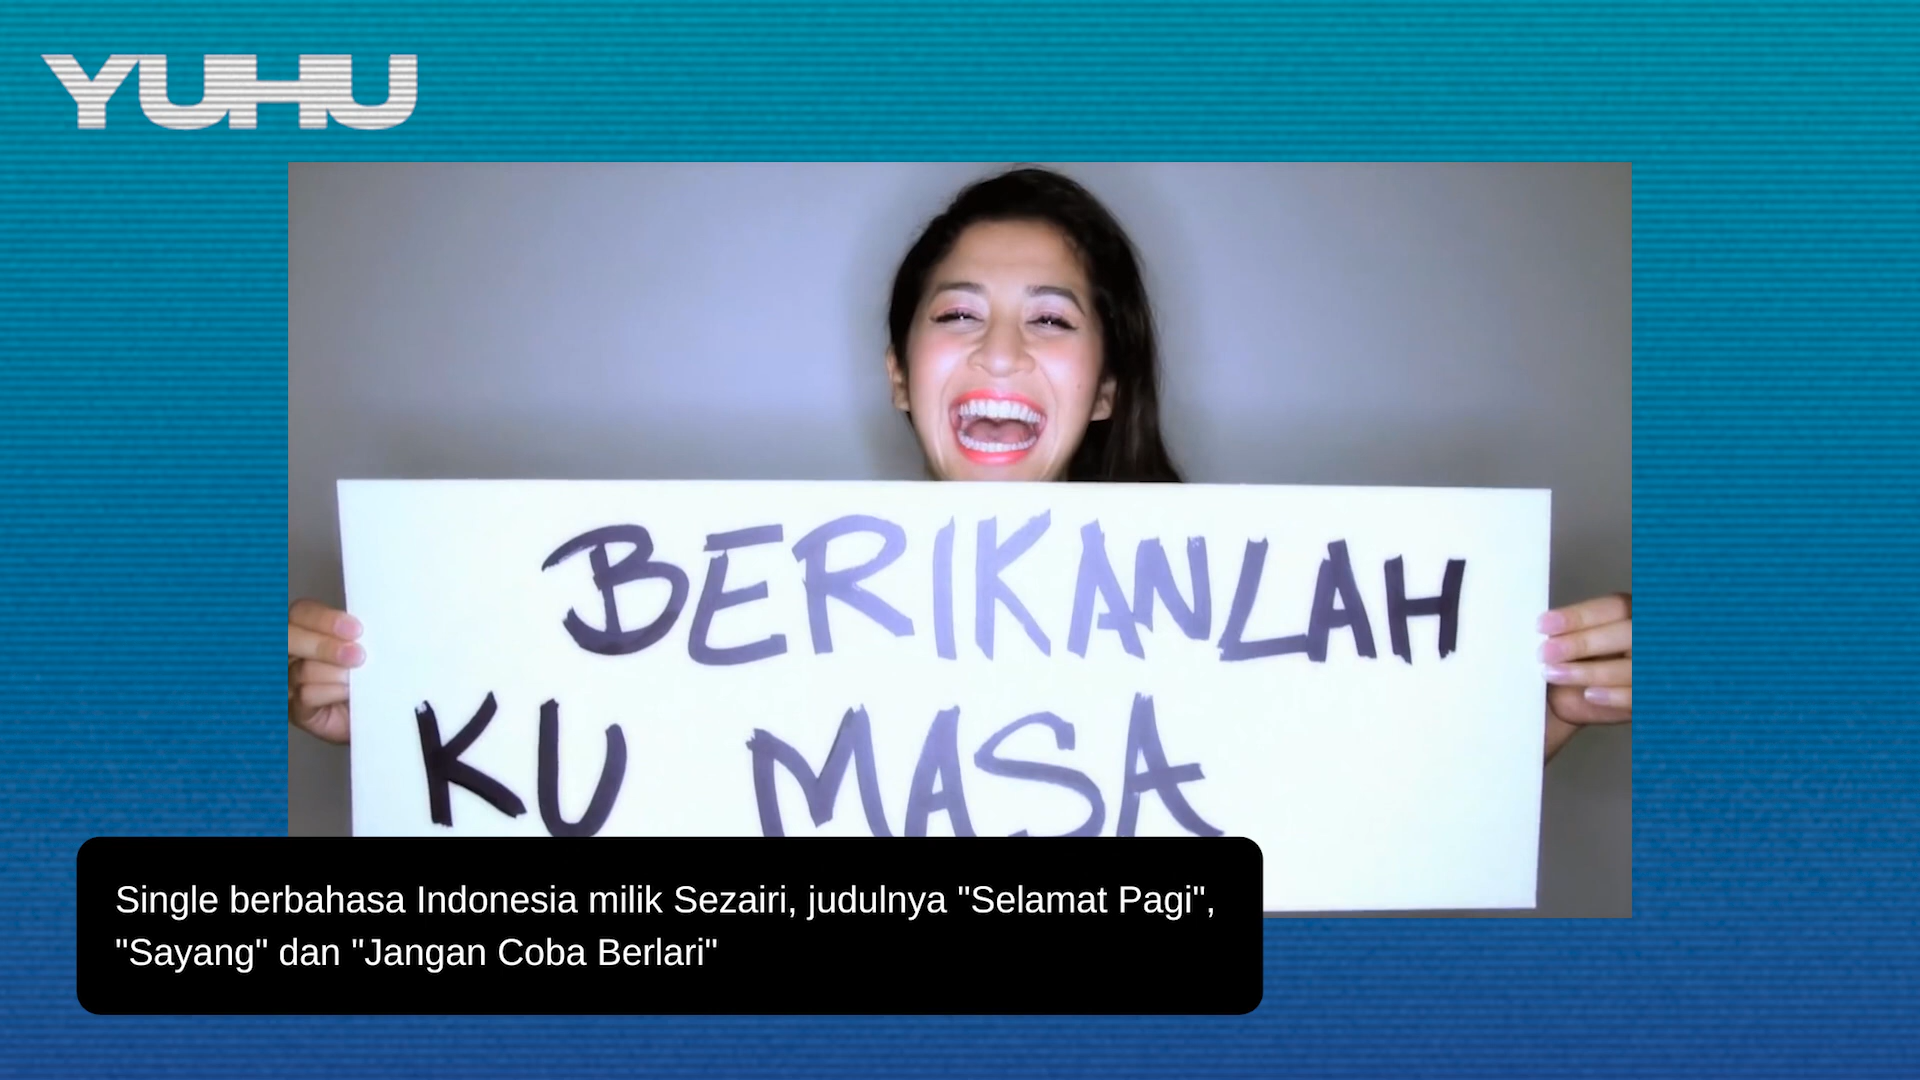 YUHU
BERIKANLAH
KU MASA
Single berbahasa Indonesia milik Sezairi, judulnya "Selamat Pagi",
"Sayang" dan "Jangan Coba Berlari"